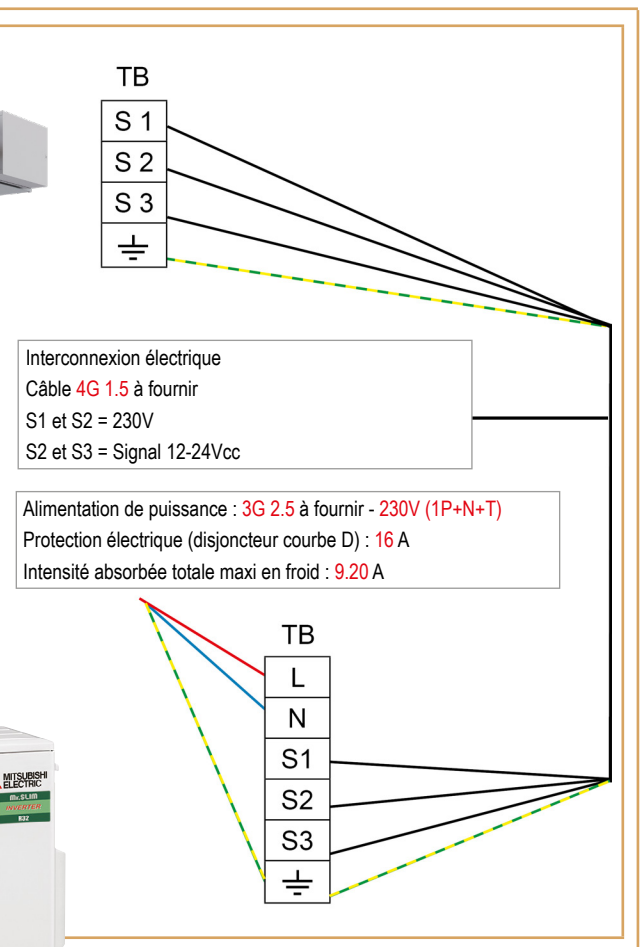 TB
S 1
S 2
S 3
Interconnexion électrique
Câble 4G 1.5 à fournir
S1 et S2 = 230V
S2 et S3 = Signal 12-24Vcc
Alimentation de puissance : 3G 2.5 à fournir - 230V (1P+N+T)
Protection électrique (disjoncteur courbe D) : 16 A
Intensité absorbée totale maxi en froid : 9.20 A
TB
L
N
S1
S2
S3
MITSUBISHI
ELECTRIC
Mr.SLIM
INVERTER
R32